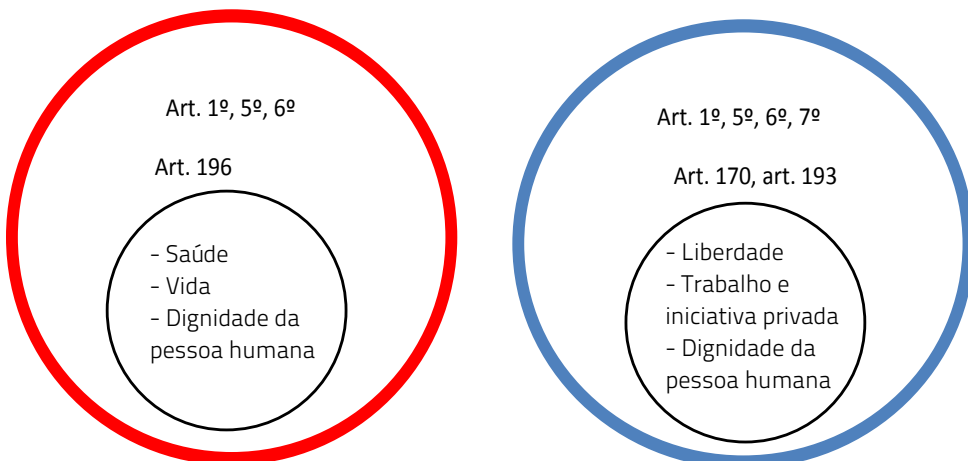 Art. 1º, 5º, 6º
Art. 196
- Saúde
- Vida
- Dignidade da
pessoa humana
Art. 1º, 5º, 6º, 7º
Art. 170, art. 193
- Liberdade
- Trabalho e
iniciativa privada
- Dignidade da
pessoa humana